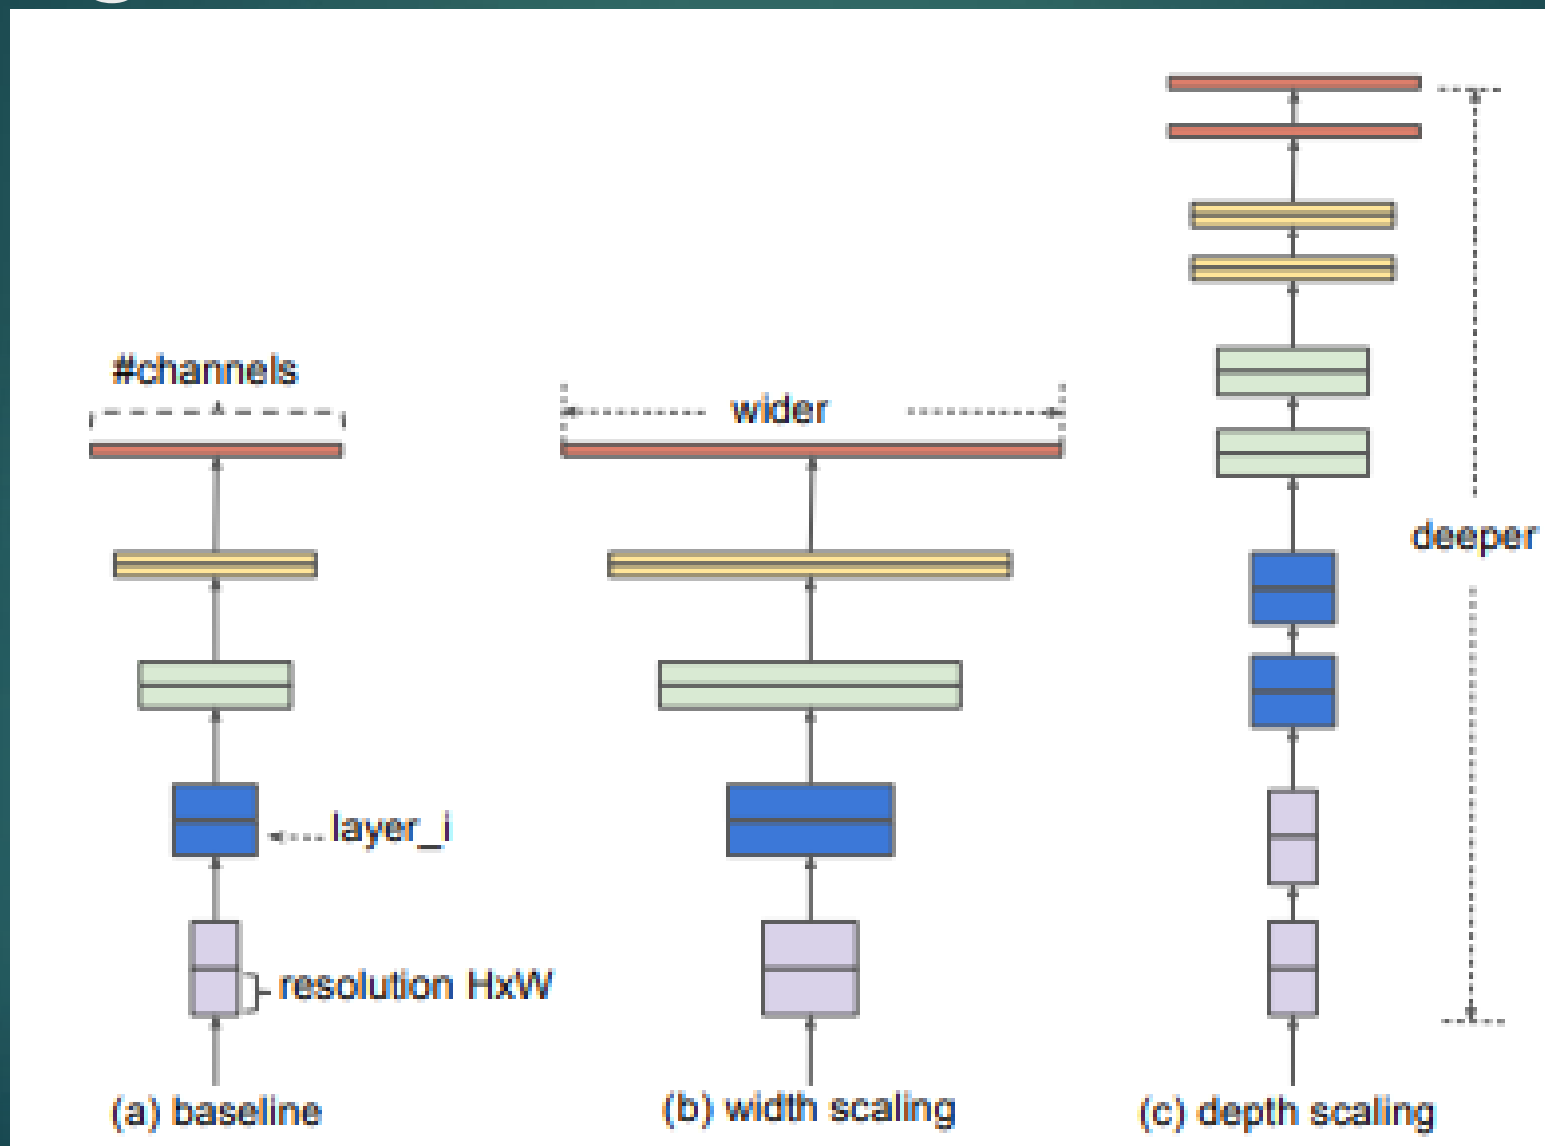 #channels
wider
deeper
layer_i
resolution HxW
(a) baseline
(b) width scaling
(c) depth scaling